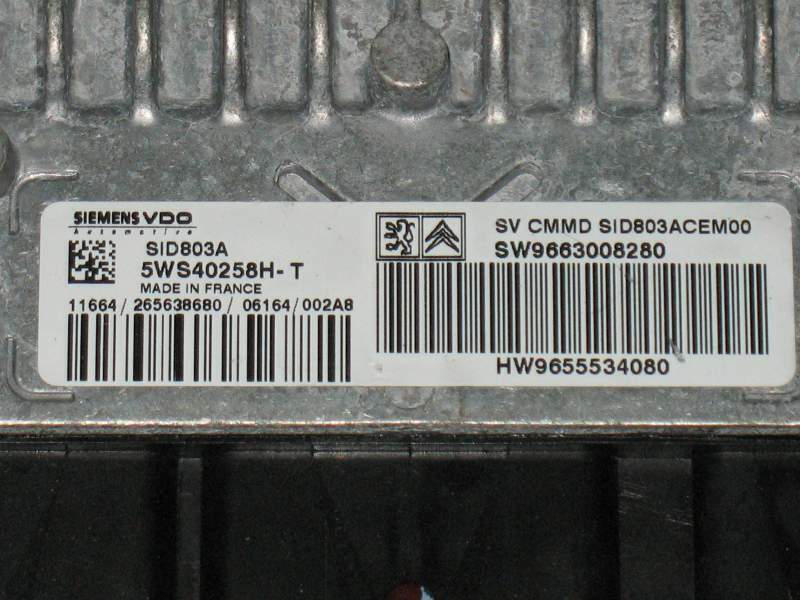 SIEMENS VDO
Automotive
SID803A
5WS40258H-T
MADE IN FRANCE
11664/265638680/06164/002A8
SV CMMD SID803ACEM00
SW9663008280
HW9655534080